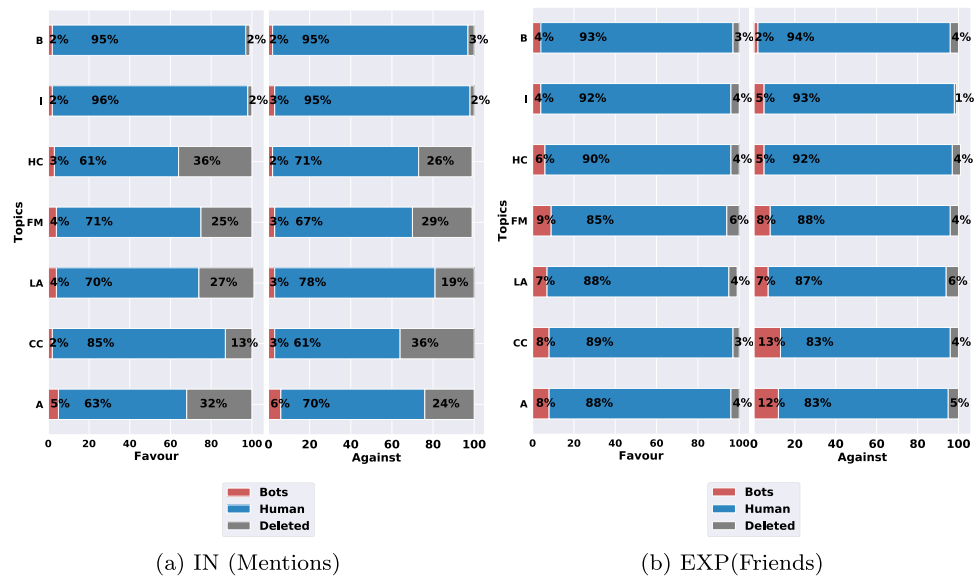 B 2% 95% 2% 2% 95% 3%
I 2% 96% 2% 3% 95% 2%
HC 3% 61% 36% 2% 71% 26%
FM 4% 71% 25% 3% 67% 29%
LA 4% 70% 27% 3% 78% 19%
CC 2% 85% 13% 3% 61% 36%
A 5% 63% 32% 6% 70% 24%
Topics
0 20 40 60 80 100 0 20 40 60 80 100
Favour Against
Bots
Human
Deleted
(a) IN (Mentions)
B 4% 93% 3% 2% 94% 4%
I 4% 92% 4% 5% 93% 1%
HC 6% 90% 4% 5% 92% 4%
FM 9% 85% 6% 8% 88% 4%
LA 7% 88% 4% 7% 87% 6%
CC 8% 89% 3% 13% 83% 4%
A 8% 88% 4% 12% 83% 5%
Topics
0 20 40 60 80 100 0 20 40 60 80 100
Favour Against
Bots
Human
Deleted
(b) EXP(Friends)